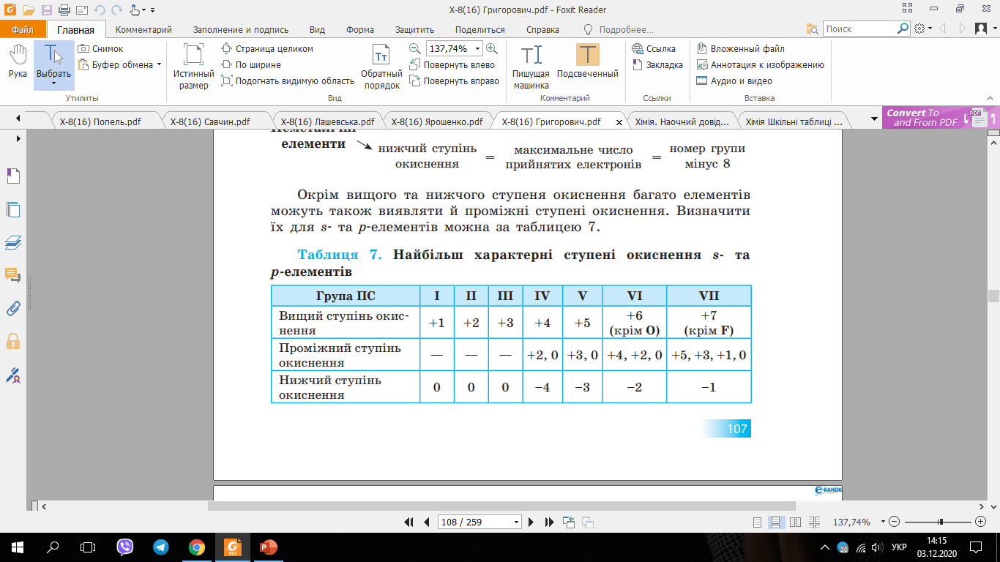 X-8(16) Григорович.pdf - Foxit Reader
Файл Главная Комментарий Заполнение и подпись Вид Форма Защитить Поделиться Справка Подробнее... Поиск
Рука
Выбрать
Снимок
Буфер обмена
Утилиты
Истинный размер
Страница целиком
По ширине
Подогнать видимую область
Обратный порядок
137,74%
Повернуть влево
Повернуть вправо
Вид
Пишущая машинка
Подсвеченный
Комментарий
Ссылка
Закладка
Ссылки
Вложенный файл
Аннотация к изображению
Аудио и видео
Вставка
X-8(16) Попель.pdf X-8(16) Савчин.pdf X-8(16) Лашевська.pdf X-8(16) Ярошенко.pdf X-8(16) Григорович.pdf Хімія. Наочний довід... Хімія Шкільні таблиці ...
Convert To
and From PDF
PDF
елементи
нижчий ступінь окиснення = максимальне число прийнятих електронів = номер групи мінус 8
Окрім вищого та нижчого ступеня окиснення багато елементів
можуть також виявляти й проміжні ступені окиснення. Визначити
їх для s- та p-елементів можна за таблицею 7.
Таблиця 7. Найбільш характерні ступені окиснення s- та
p-елементів
Група ПС I II III IV V VI VII
Вищий ступінь окис-
нення +1 +2 +3 +4 +5 +6 (крім O) +7 (крім F)
Проміжний ступінь
окиснення — — — +2, 0 +3, 0 +4, +2, 0 +5, +3, +1, 0
Нижчий ступінь
окиснення 0 0 0 −4 −3 −2 −1
107
e-RANOK
108 / 259
137,74%
20
УКР
14:15
03.12.2020